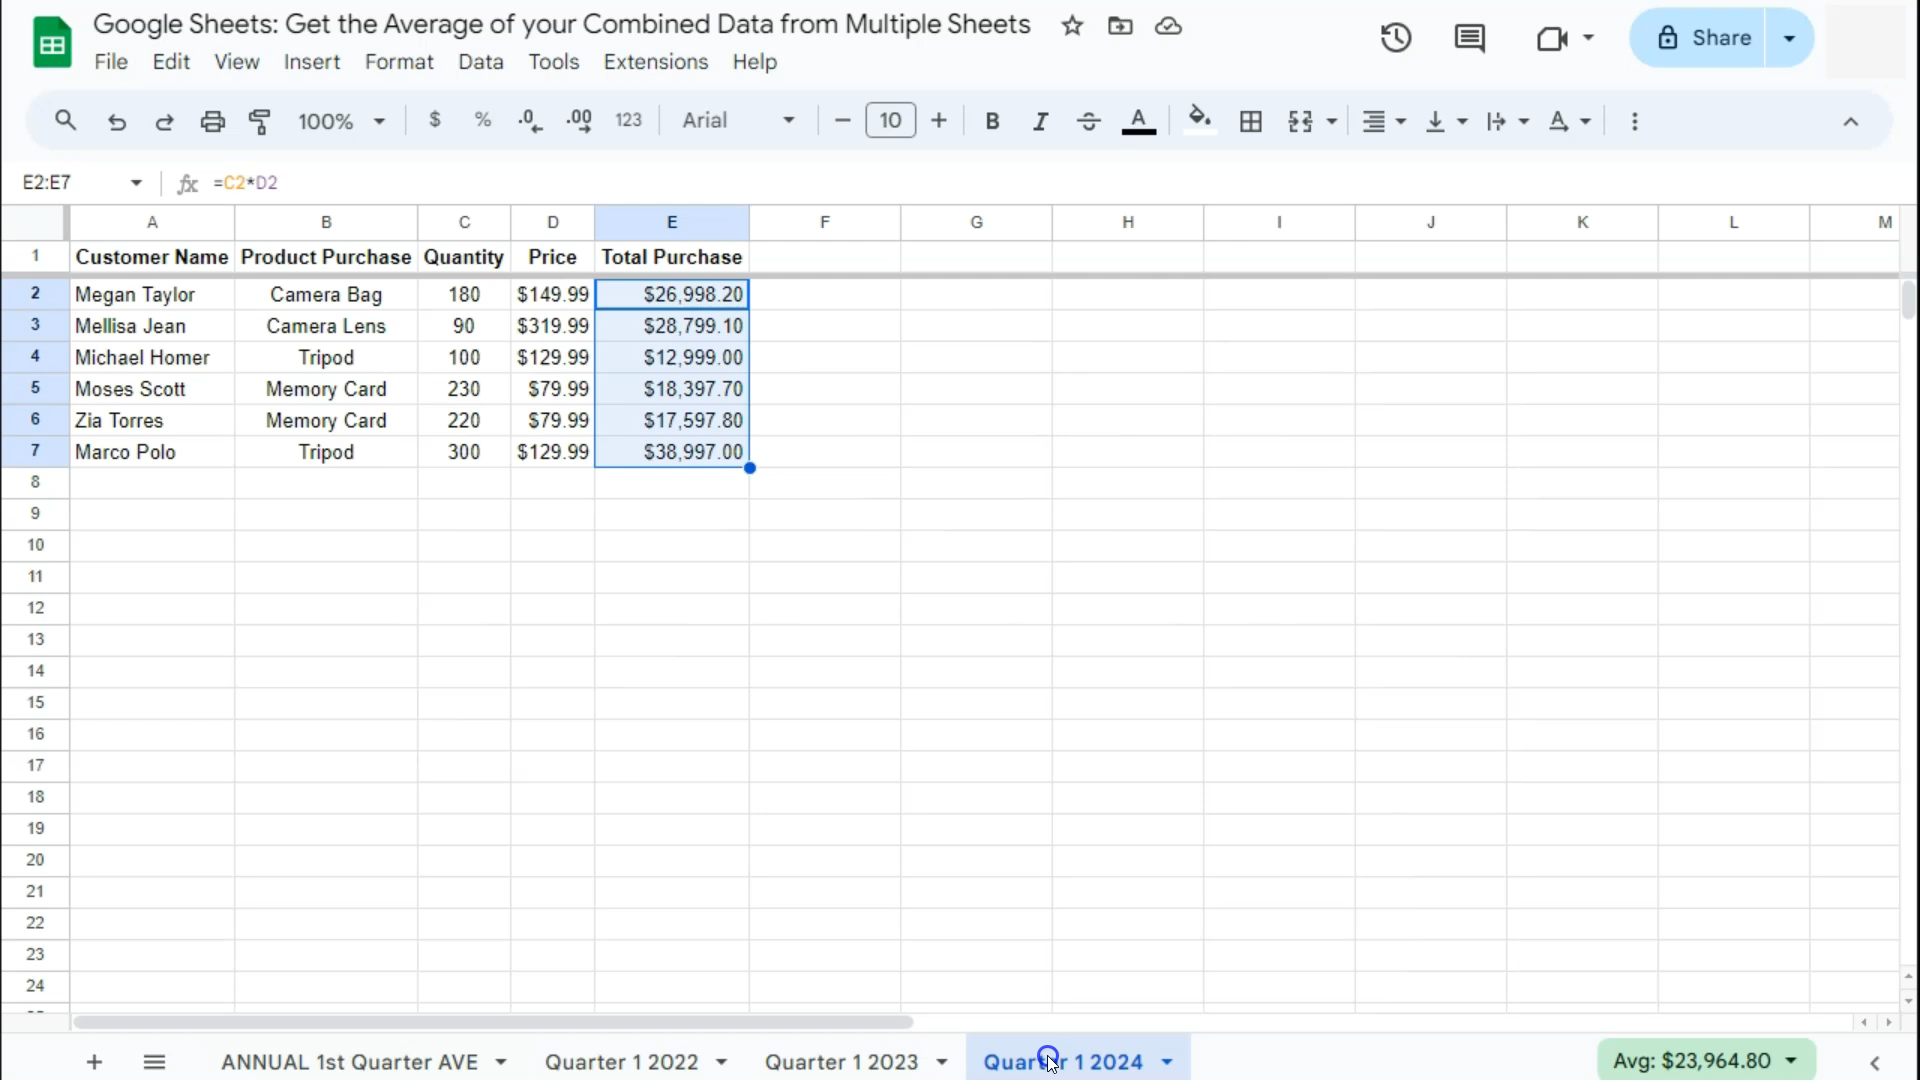 Google Sheets: Get the Average of your Combined Data from Multiple Sheets
File Edit View Insert Format Data Tools Extensions Help
Share
100% $ % .0 .00 123 Arial 10 B I A
E2:E7 fx =C2*D2
A B C D E F G H I J K L M
1 Customer Name Product Purchase Quantity Price Total Purchase
2 Megan Taylor Camera Bag 180 $149.99 $26,998.20
3 Mellisa Jean Camera Lens 90 $319.99 $28,799.10
4 Michael Homer Tripod 100 $129.99 $12,999.00
5 Moses Scott Memory Card 230 $79.99 $18,397.70
6 Zia Torres Memory Card 220 $79.99 $17,597.80
7 Marco Polo Tripod 300 $129.99 $38,997.00
8
9
10
11
12
13
14
15
16
17
18
19
20
21
22
23
24
ANNUAL 1st Quarter AVE Quarter 1 2022 Quarter 1 2023 Quarter 1 2024 Avg: $23,964.80